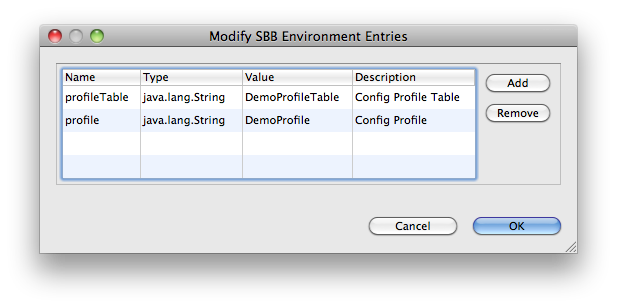 Modify SBB Environment Entries
Name Type Value Description
profileTable java.lang.String DemoProfileTable Config Profile Table
profile java.lang.String DemoProfile Config Profile
Add
Remove
Cancel OK